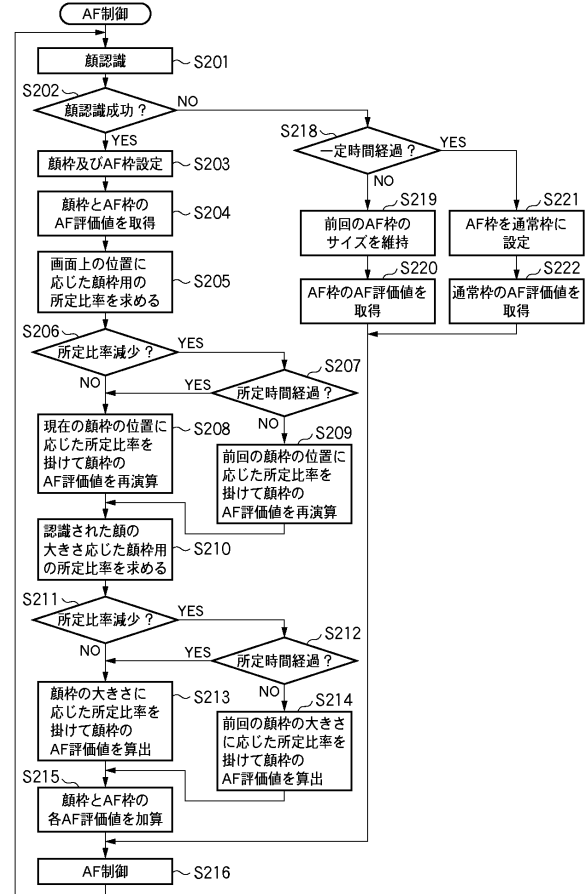 AF制御
顔認識
S201
S202
顔認識成功？
NO
YES
顔枠及びAF枠設定
S203
顔枠とAF枠の
AF評価値を取得
S204
画面上の位置に
応じた顔枠用の
所定比率を求める
S205
S206
所定比率減少？
YES
NO
S207
所定時間経過？
YES
NO
現在の顔枠の位置に
応じた所定比率を
掛けて顔枠の
AF評価値を再演算
S208
S209
前回の顔枠の位置に
応じた所定比率を
掛けて顔枠の
AF評価値を再演算
認識された顔の
大きさ応じた顔枠用
の所定比率を求める
S210
S211
所定比率減少？
YES
NO
S212
所定時間経過？
YES
NO
顔枠の大きさに
応じた所定比率を
掛けて顔枠の
AF評価値を算出
S213
S214
前回の顔枠の大きさ
に応じた所定比率を
掛けて顔枠の
AF評価値を算出
S215
顔枠とAF枠の
各AF評価値を加算
AF制御
S216
S218
一定時間経過？
YES
NO
S219
前回のAF枠の
サイズを維持
S220
AF枠のAF評価値を
取得
S221
AF枠を通常枠に
設定
S222
通常枠のAF評価値を
取得